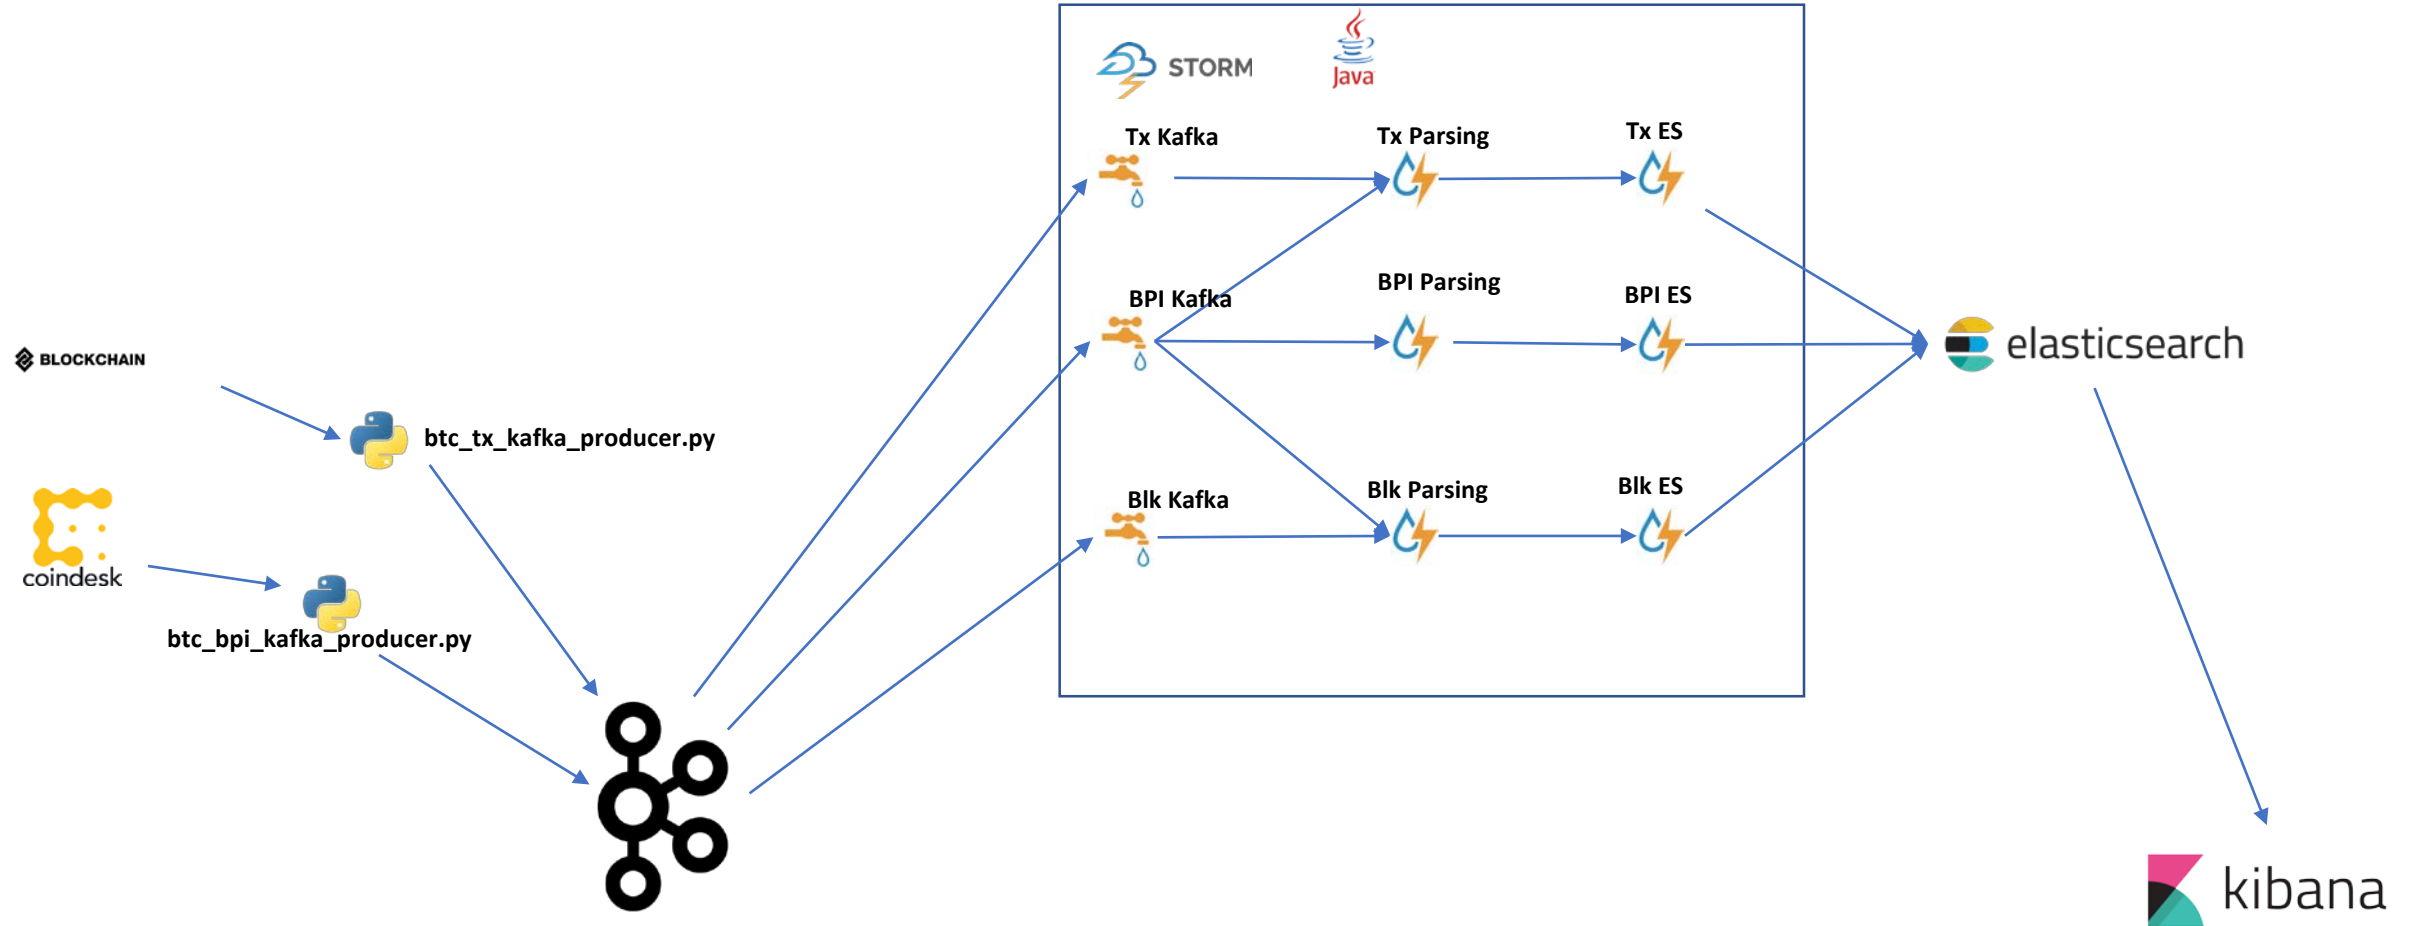 STORM
Java
Tx Kafka
Tx Parsing
Tx ES
BPI Kafka
BPI Parsing
BPI ES
Blk Kafka
Blk Parsing
Blk ES
BLOCKCHAIN
btc_tx_kafka_producer.py
coindesk
btc_bpi_kafka_producer.py
elasticsearch
kibana